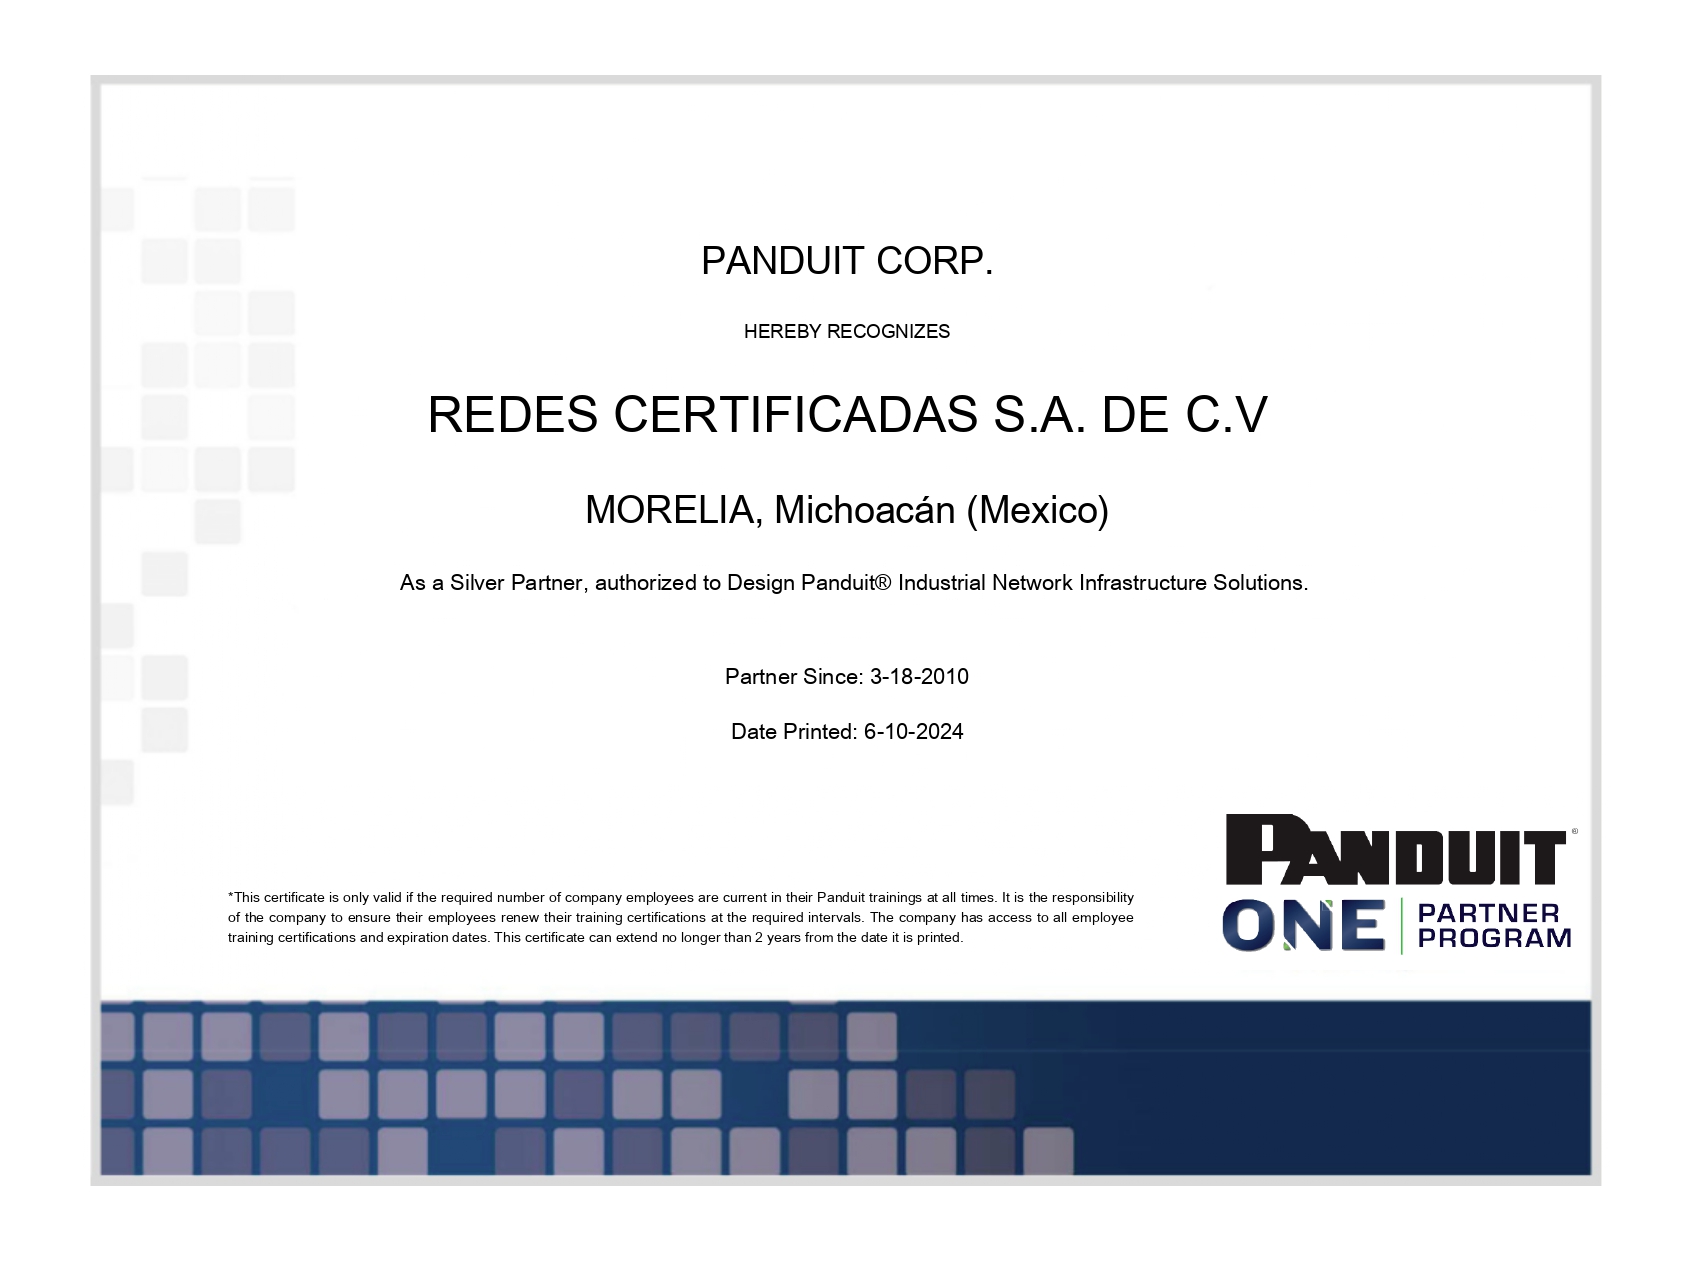 PANDUIT CORP.
HEREBY RECOGNIZES
REDES CERTIFICADAS S.A. DE C.V
MORELIA, Michoacán (Mexico)
As a Silver Partner, authorized to Design Panduit® Industrial Network Infrastructure Solutions.
Partner Since: 3-18-2010
Date Printed: 6-10-2024
*This certificate is only valid if the required number of company employees are current in their Panduit trainings at all times. It is the responsibility
of the company to ensure their employees renew their training certifications at the required intervals. The company has access to all employee
training certifications and expiration dates. This certificate can extend no longer than 2 years from the date it is printed.
PANDUIT®
ONE PARTNER
PROGRAM